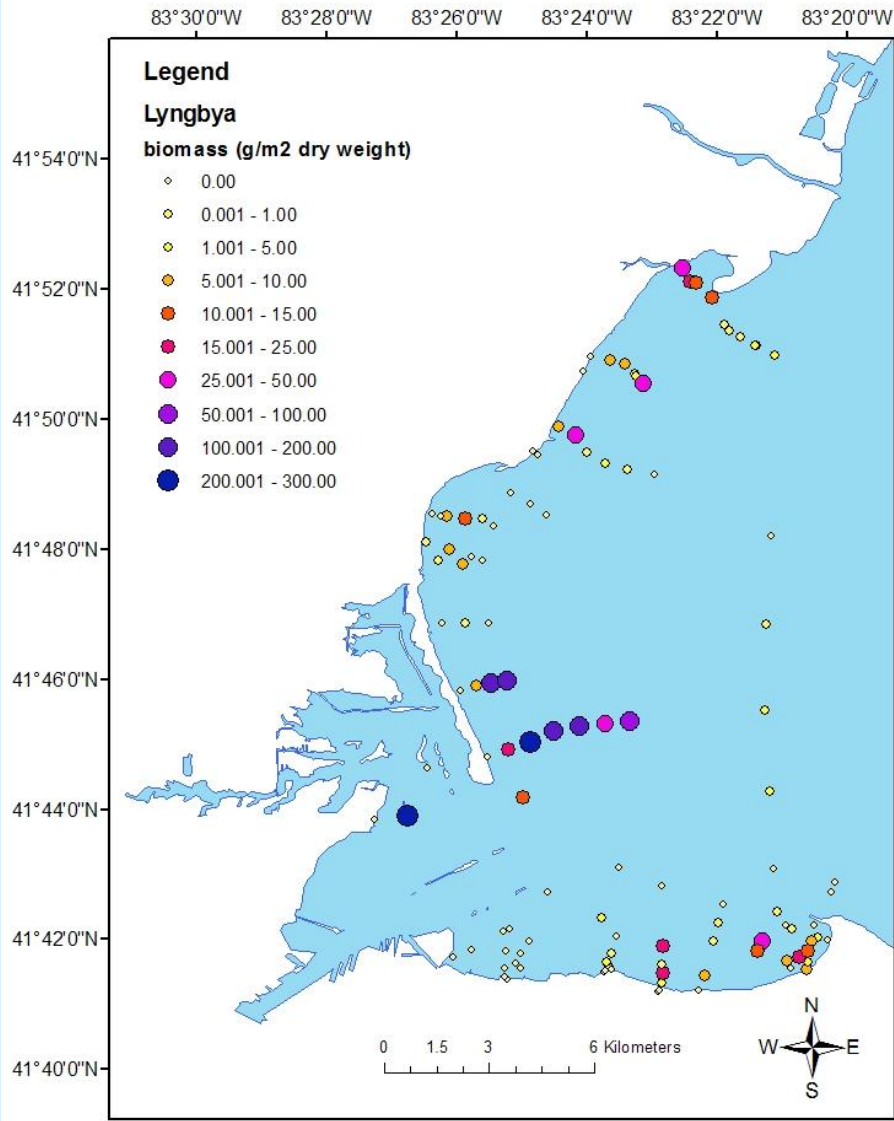 83°30'0"W 83°28'0"W 83°26'0"W 83°24'0"W 83°22'0"W 83°20'0"W
Legend
Lyngbya
biomass (g/m2 dry weight)
0.00
0.001 - 1.00
1.001 - 5.00
5.001 - 10.00
10.001 - 15.00
15.001 - 25.00
25.001 - 50.00
50.001 - 100.00
100.001 - 200.00
200.001 - 300.00
41°54'0"N
41°52'0"N
41°50'0"N
41°48'0"N
41°46'0"N
41°44'0"N
41°42'0"N
41°40'0"N
0 1.5 3 6 Kilometers
N
W E
S